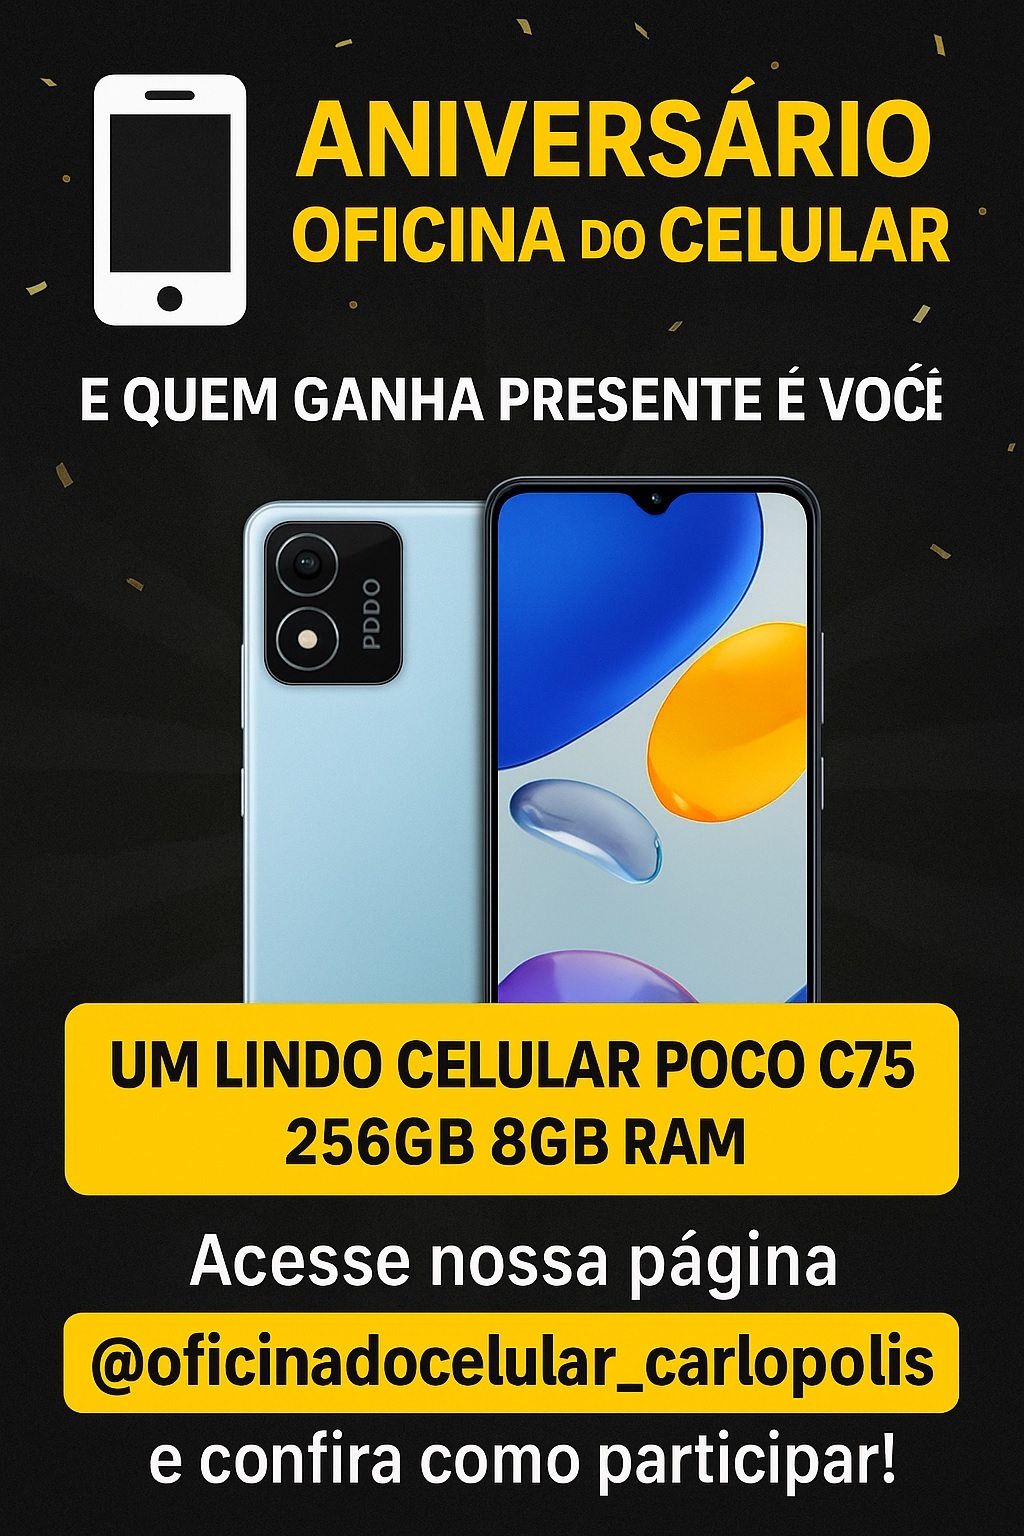 ANIVERSÁRIO
OFICINA DO CELULAR
E QUEM GANHA PRESENTE É VOĆÊ
PDDO
UM LINDO CELULAR POCO C75
256GB 8GB RAM
Acesse nossa página
@oficinadocelular_carlopolis
e confira como participar!